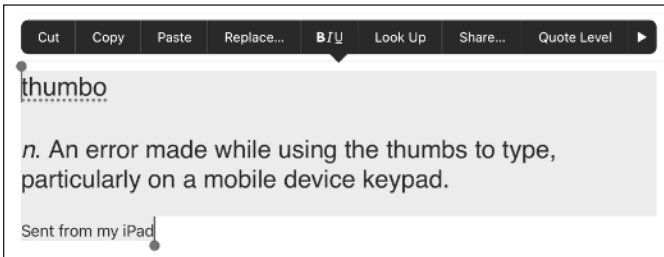 Cut Copy Paste Replace... BIU Look Up Share... Quote Level ▶
thumbo
n. An error made while using the thumbs to type,
particularly on a mobile device keypad.
Sent from my iPad